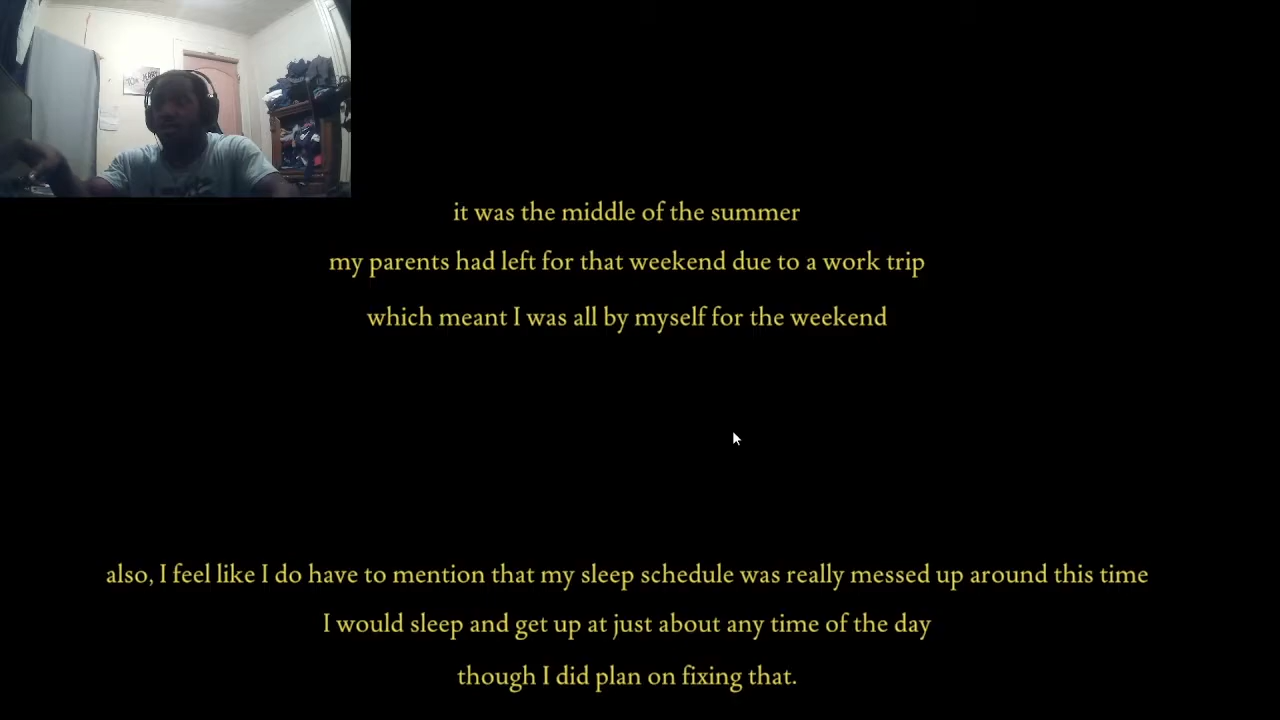 TOM JERRY
it was the middle of the summer
my parents had left for that weekend due to a work trip
which meant I was all by myself for the weekend
also, I feel like I do have to mention that my sleep schedule was really messed up around this time
I would sleep and get up at just about any time of the day
though I did plan on fixing that.